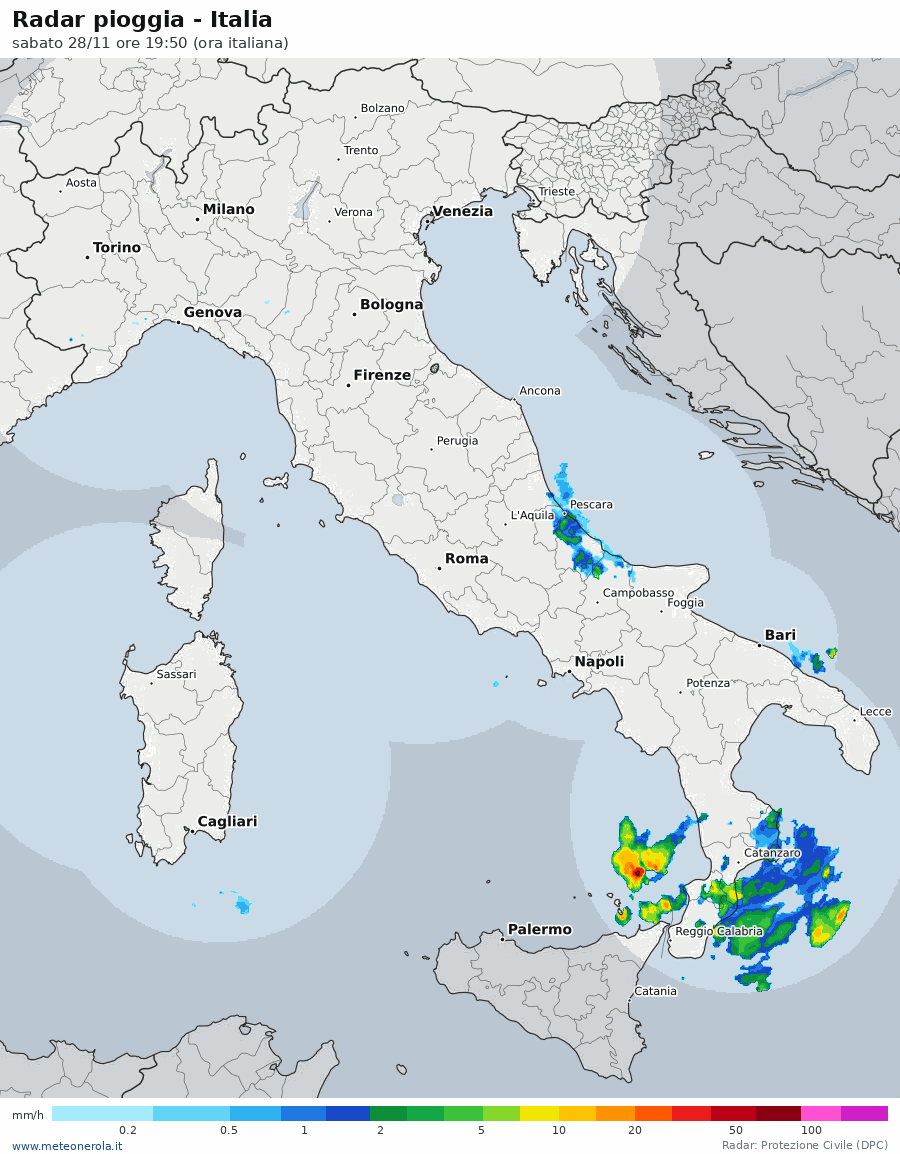 Radar pioggia - Italia
sabato 28/11 ore 19:50 (ora italiana)
Bolzano
Trento
Aosta
Trieste
Milano
Verona
Venezia
Torino
Bologna
Genova
Firenze
Ancona
Perugia
Pescara
L'Aquila
Roma
Campobasso
Foggia
Bari
Napoli
Sassari
Potenza
Lecce
Cagliari
Catanzaro
Palermo
Reggio Calabria
Catania
mm/h
0.2 0.5 1 2 5 10 20 50 100
www.meteonerola.it
Radar: Protezione Civile (DPC)